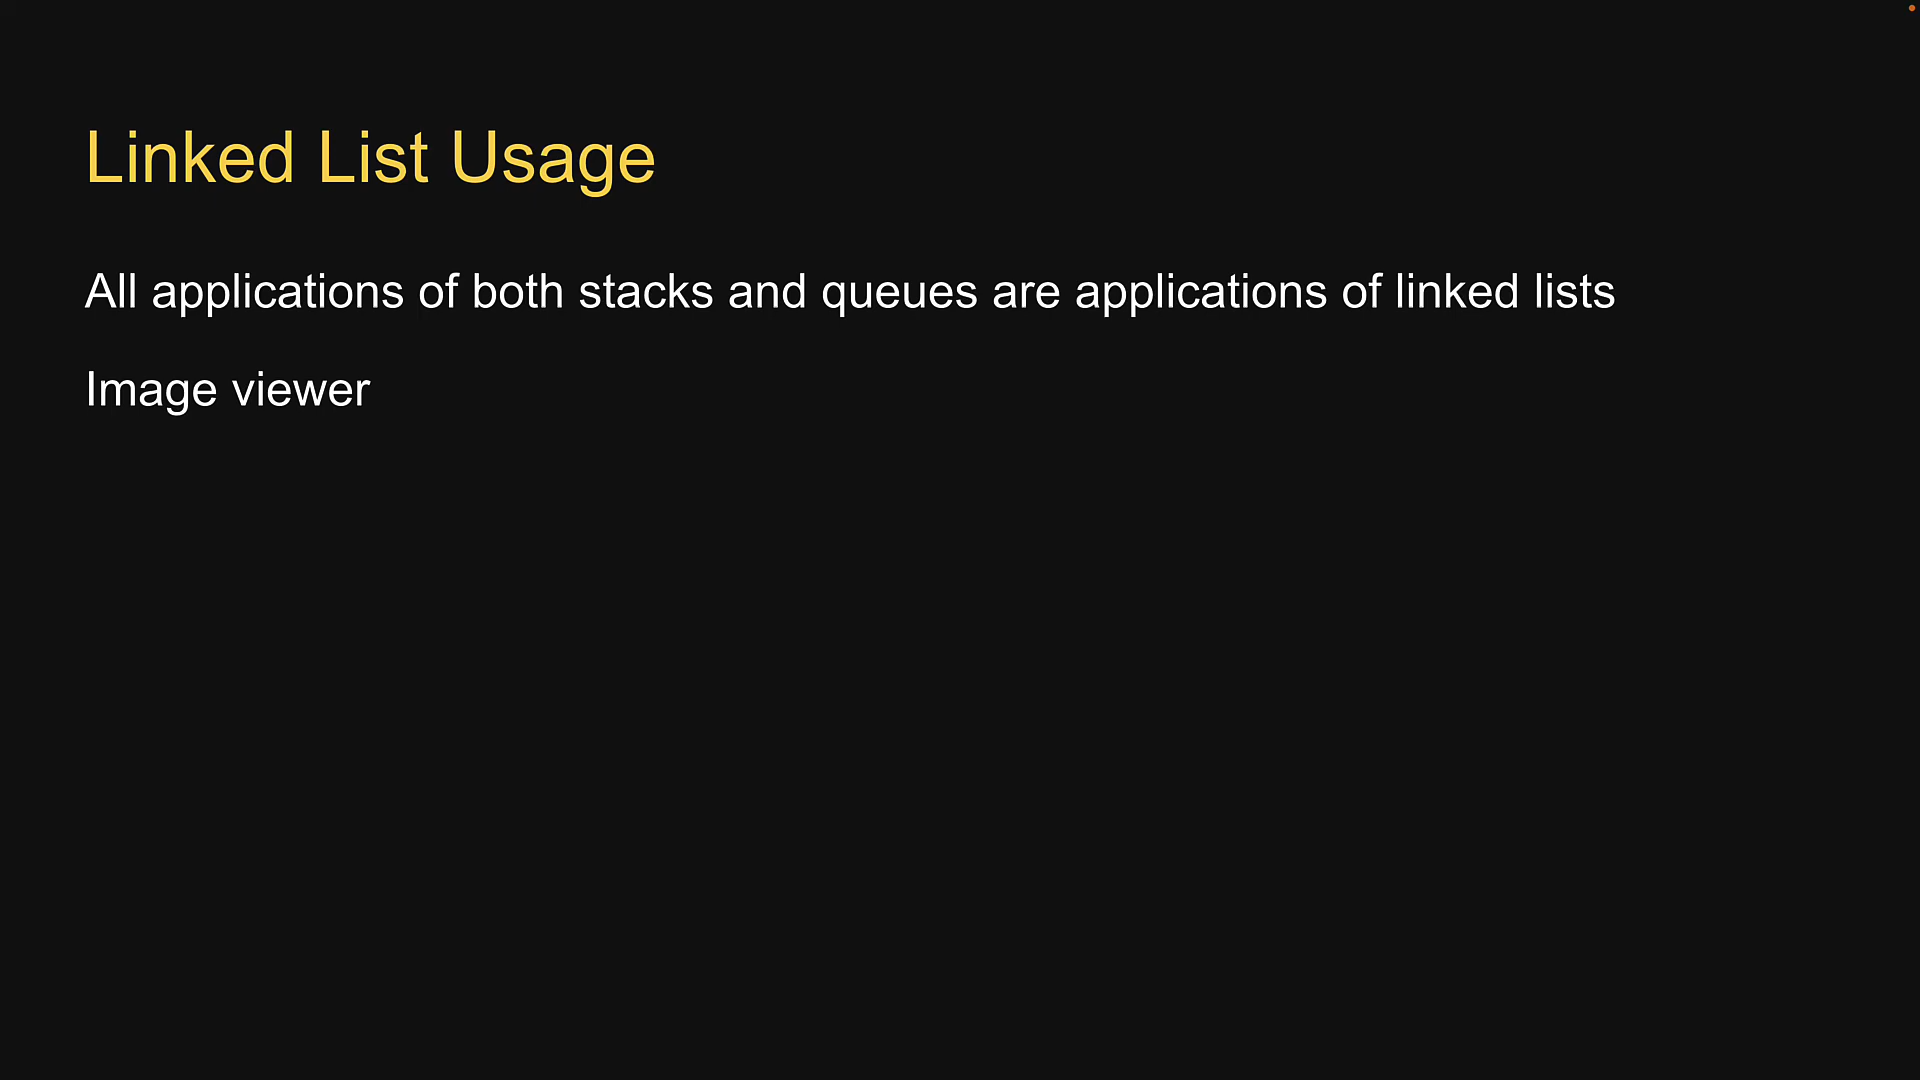 Linked List Usage
All applications of both stacks and queues are applications of linked lists
Image viewer